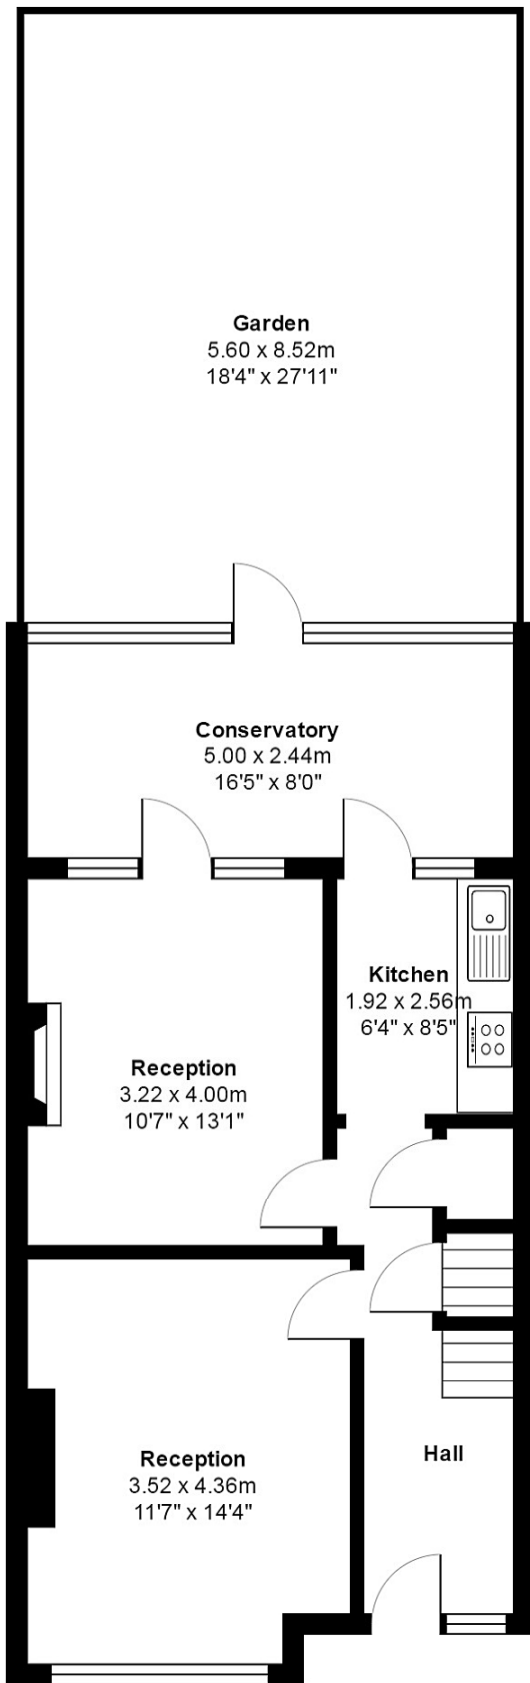 Garden
5.60 x 8.52m
18'4" x 27'11"
Conservatory
5.00 x 2.44m
16'5" x 8'0"
Kitchen
1.92 x 2.56m
6'4" x 8'5"
Reception
3.22 x 4.00m
10'7" x 13'1"
Reception
3.52 x 4.36m
11'7" x 14'4"
Hall